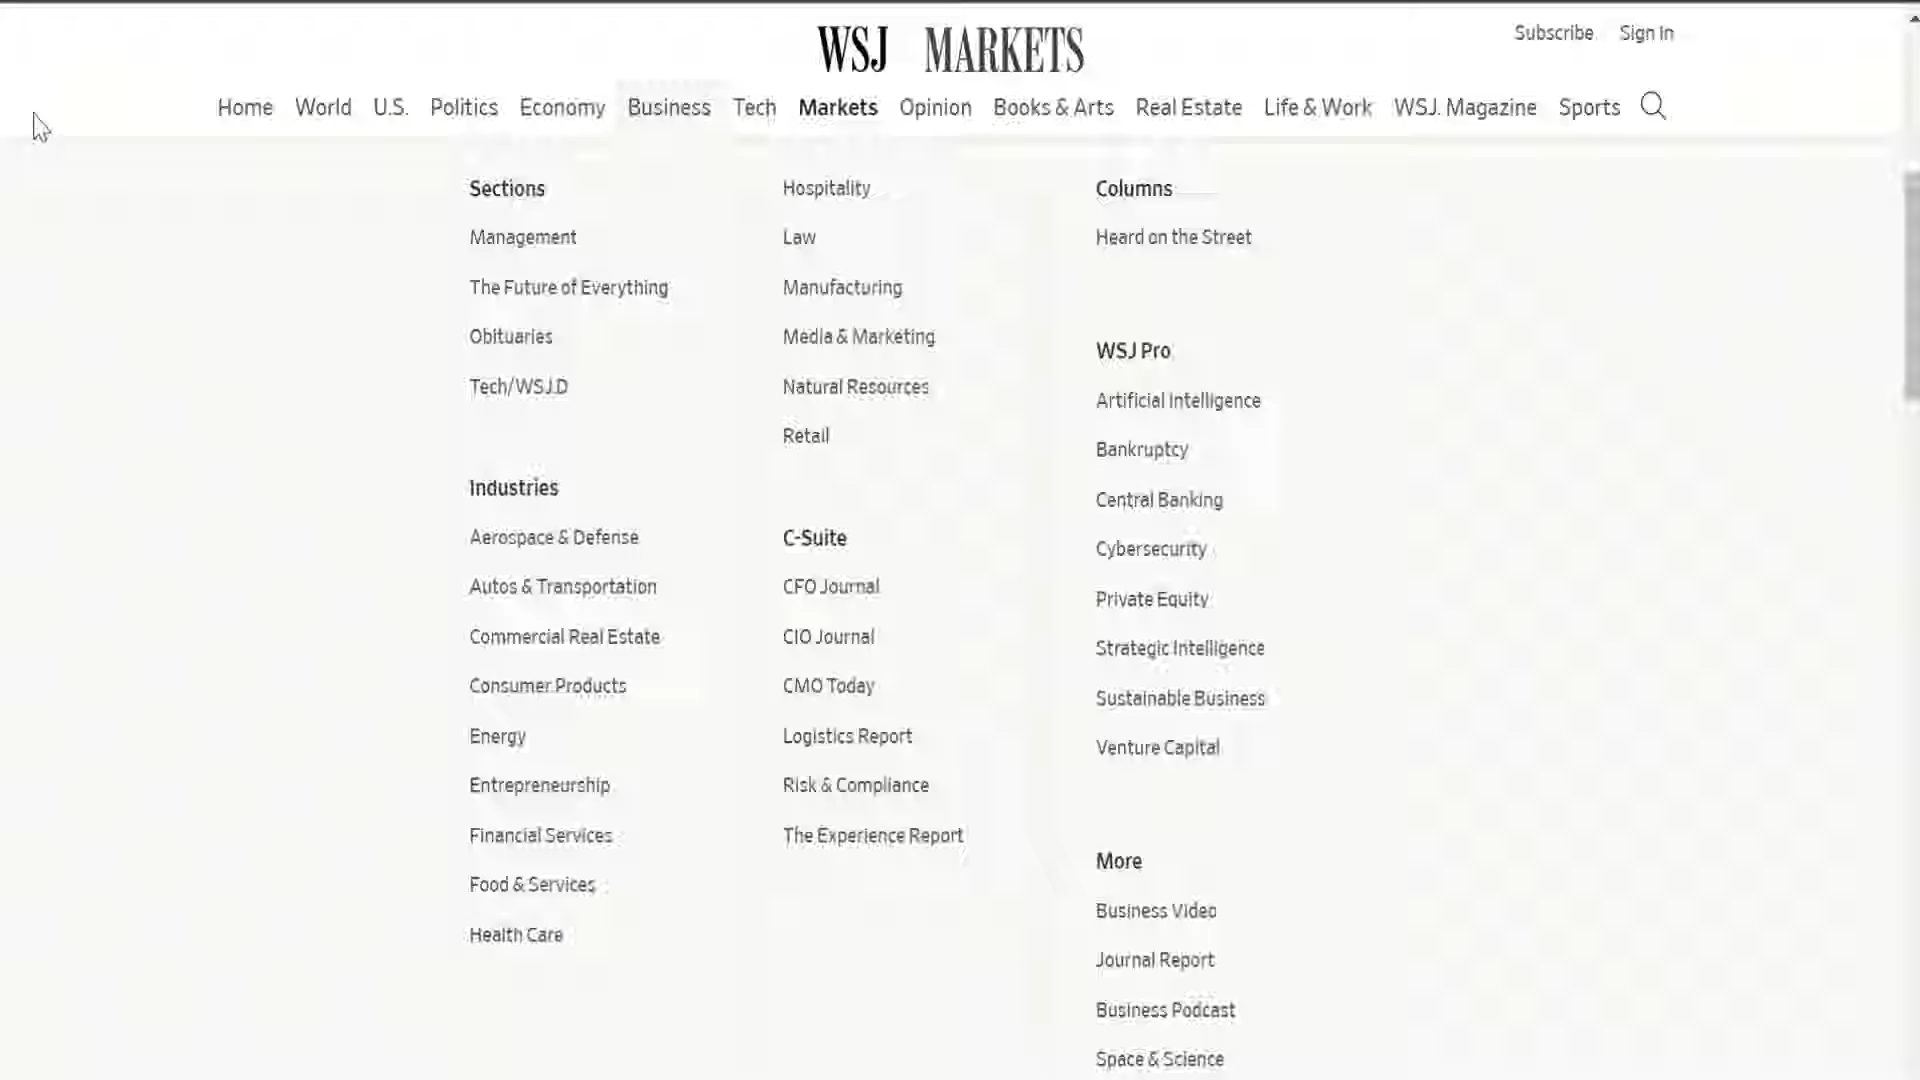 WSJ MARKETS
Subscribe Sign In
Home World U.S. Politics Economy Business Tech Markets Opinion Books & Arts Real Estate Life & Work WSJ. Magazine Sports
Sections
Management
The Future of Everything
Obituaries
Tech/WSJ.D
Industries
Aerospace & Defense
Autos & Transportation
Commercial Real Estate
Consumer Products
Energy
Entrepreneurship
Financial Services
Food & Services
Health Care
Hospitality
Law
Manufacturing
Media & Marketing
Natural Resources
Retail
C-Suite
CFO Journal
CIO Journal
CMO Today
Logistics Report
Risk & Compliance
The Experience Report
Columns
Heard on the Street
WSJ Pro
Artificial Intelligence
Bankruptcy
Central Banking
Cybersecurity
Private Equity
Strategic Intelligence
Sustainable Business
Venture Capital
More
Business Video
Journal Report
Business Podcast
Space & Science